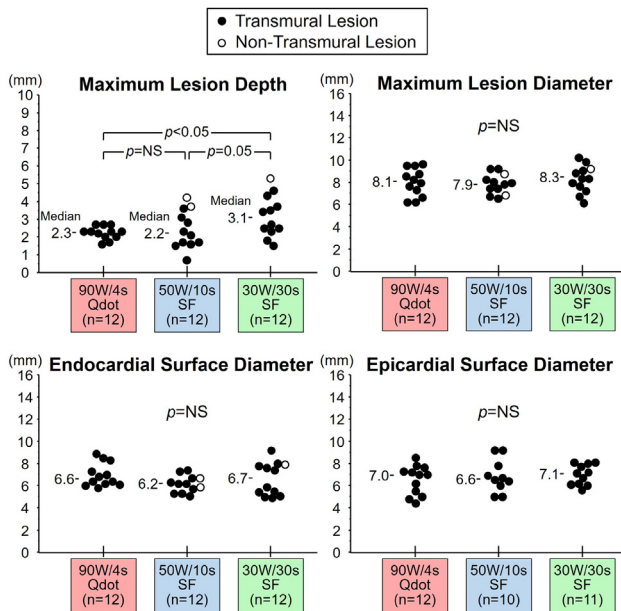 Transmural Lesion
Non-Transmural Lesion
(mm)
Maximum Lesion Depth
10
9
8
7
6
5
4
3
2
1
0
p<0.05
p=NS
p=0.05
Median
2.3-
Median
2.2-
Median
3.1-
90W/4s
Qdot
(n=12)
50W/10s
SF
(n=12)
30W/30s
SF
(n=12)
(mm)
Maximum Lesion Diameter
16
14
12
10
8
6
4
2
0
p=NS
8.1-
7.9-
8.3-
90W/4s
Qdot
(n=12)
50W/10s
SF
(n=12)
30W/30s
SF
(n=12)
(mm)
Endocardial Surface Diameter
16
14
12
10
8
6
4
2
0
p=NS
6.6-
6.2-
6.7-
90W/4s
Qdot
(n=12)
50W/10s
SF
(n=12)
30W/30s
SF
(n=12)
(mm)
Epicardial Surface Diameter
16
14
12
10
8
6
4
2
0
p=NS
7.0-
6.6-
7.1-
90W/4s
Qdot
(n=12)
50W/10s
SF
(n=10)
30W/30s
SF
(n=11)